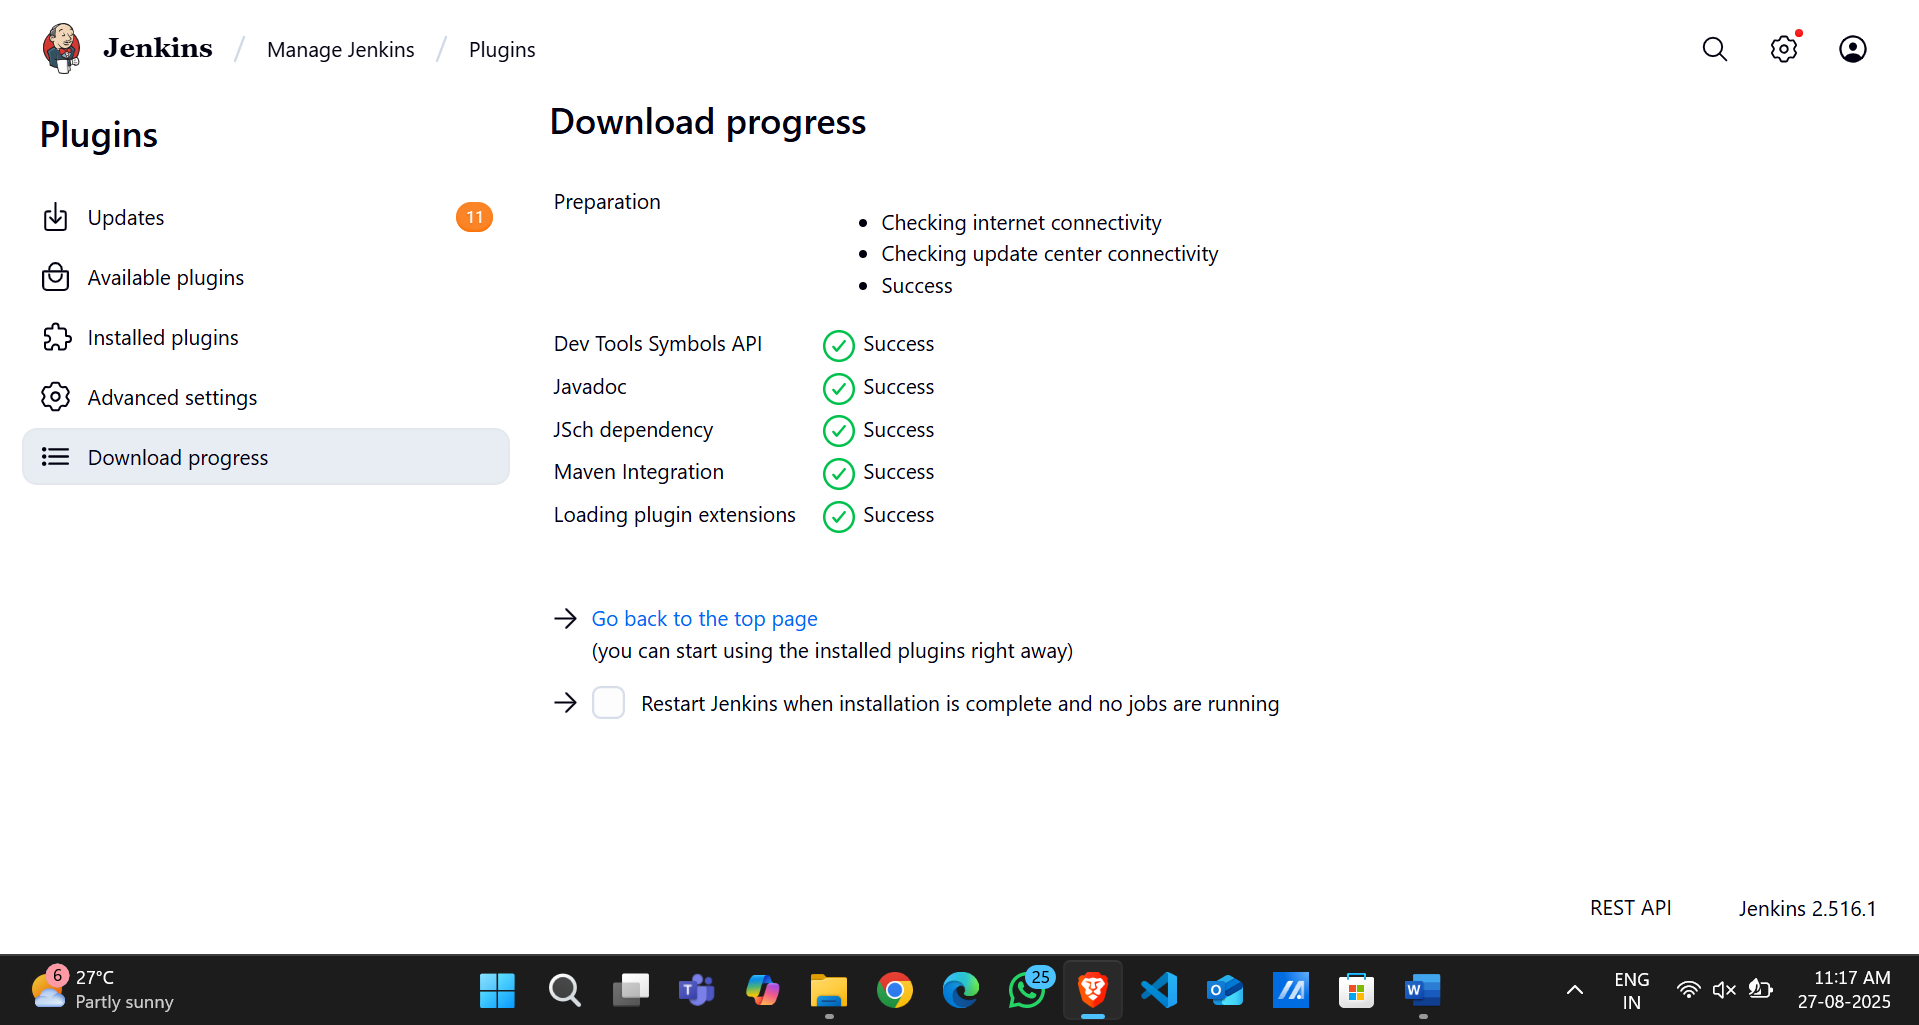 Jenkins / Manage Jenkins / Plugins
Plugins
Updates 11
Available plugins
Installed plugins
Advanced settings
Download progress
Download progress
Preparation
• Checking internet connectivity
• Checking update center connectivity
• Success
Dev Tools Symbols API Success
Javadoc Success
JSch dependency Success
Maven Integration Success
Loading plugin extensions Success
Go back to the top page
(you can start using the installed plugins right away)
Restart Jenkins when installation is complete and no jobs are running
REST API Jenkins 2.516.1
6
27°C
Partly sunny
25
ENG
IN
11:17 AM
27-08-2025